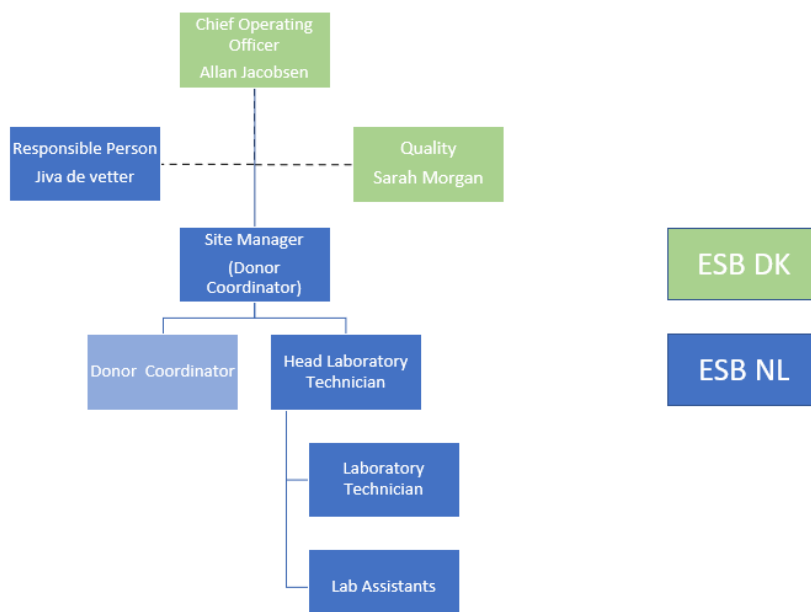 Chief Operating
Officer
Allan Jacobsen
Responsible Person
Jiva de vetter
Quality
Sarah Morgan
Site Manager
(Donor
Coordinator)
ESB DK
Donor Coordinator
Head Laboratory
Technician
ESB NL
Laboratory
Technician
Lab Assistants